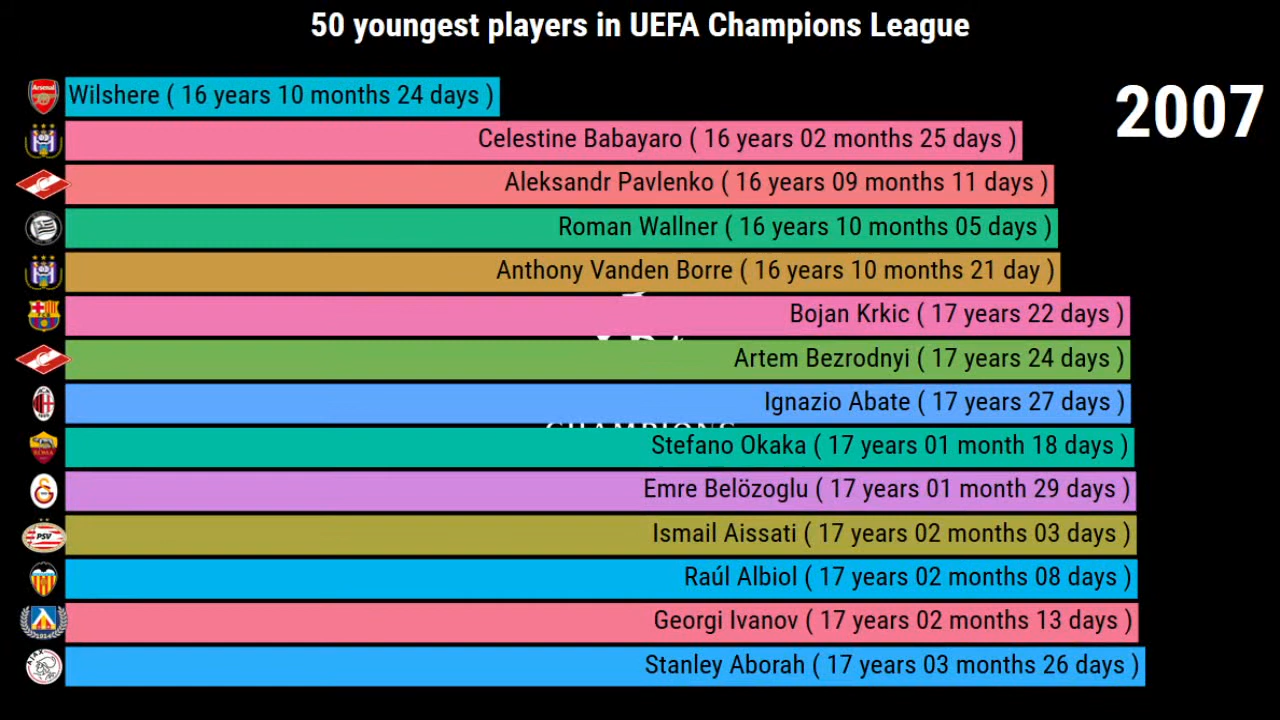 50 youngest players in UEFA Champions League
2007
Wilshere ( 16 years 10 months 24 days )
Celestine Babayaro ( 16 years 02 months 25 days )
Aleksandr Pavlenko ( 16 years 09 months 11 days )
Roman Wallner ( 16 years 10 months 05 days )
Anthony Vanden Borre ( 16 years 10 months 21 day )
Bojan Krkic ( 17 years 22 days )
Artem Bezrodnyi ( 17 years 24 days )
Ignazio Abate ( 17 years 27 days )
Stefano Okaka ( 17 years 01 month 18 days )
Emre Belözoglu ( 17 years 01 month 29 days )
Ismail Aissati ( 17 years 02 months 03 days )
Raúl Albiol ( 17 years 02 months 08 days )
Georgi Ivanov ( 17 years 02 months 13 days )
Stanley Aborah ( 17 years 03 months 26 days )